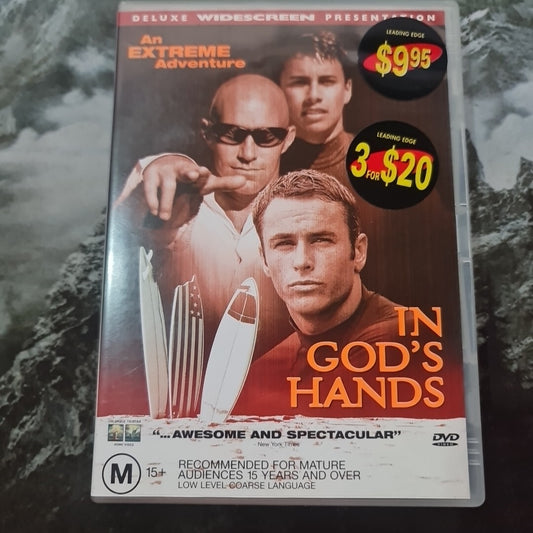 DELUXE WIDESCREEN PRESENTATION
An
EXTREME
Adventure
LEADING EDGE
$9.95
LEADING EDGE
3 FOR $20
IN
GOD'S
HANDS
"...AWESOME AND SPECTACULAR"
New York Times
DVD
VIDEO
M 15+
RECOMMENDED FOR MATURE
AUDIENCES 15 YEARS AND OVER
LOW LEVEL COARSE LANGUAGE